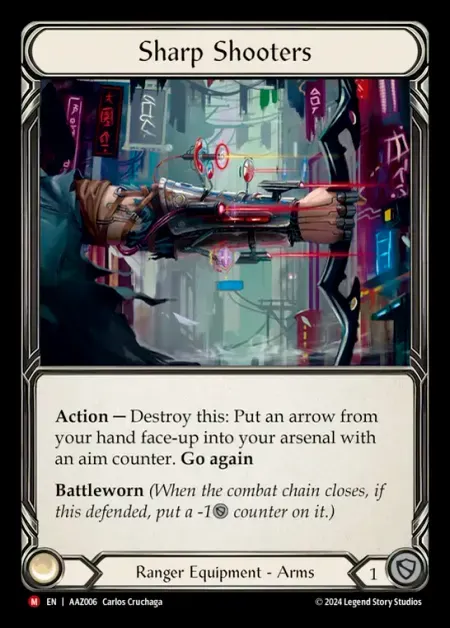 Sharp Shooters
Action — Destroy this: Put an arrow from
your hand face-up into your arsenal with
an aim counter. Go again
Battleworn (When the combat chain closes, if
this defended, put a -1 counter on it.)
Ranger Equipment - Arms
1
M EN | AAZ006 Carlos Cruchaga
© 2024 Legend Story Studios